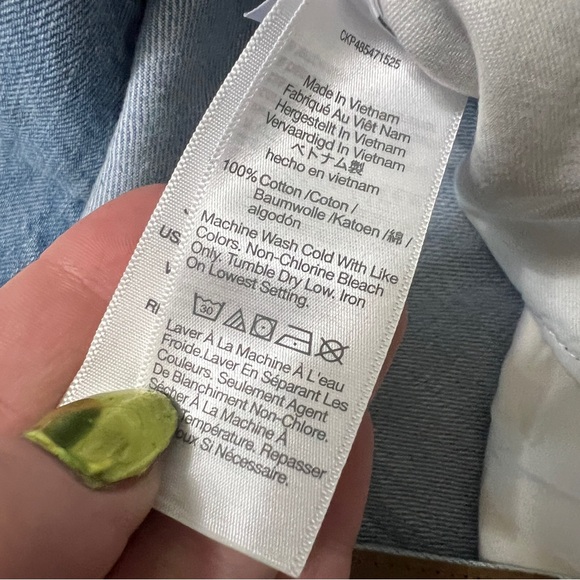 CKP485471525
Made In Vietnam
Fabriqué Au Viêt Nam
Hergestellt In Vietnam
Vervaardigd In Vietnam
ベトナム製
hecho en vietnam
100% Cotton /Coton /
Baumwolle /Katoen /綿 /
algodón
Machine Wash Cold With Like
Colors. Non-Chlorine Bleach
Only. Tumble Dry Low. Iron
On Lowest Setting.
30
Laver À La Machine À L'eau
Froide.Laver En Séparant Les
Couleurs. Seulement Agent
De Blanchiment Non-Chlore.
Sécher À La Machine À
Température. Repasser
Si Nécessaire.